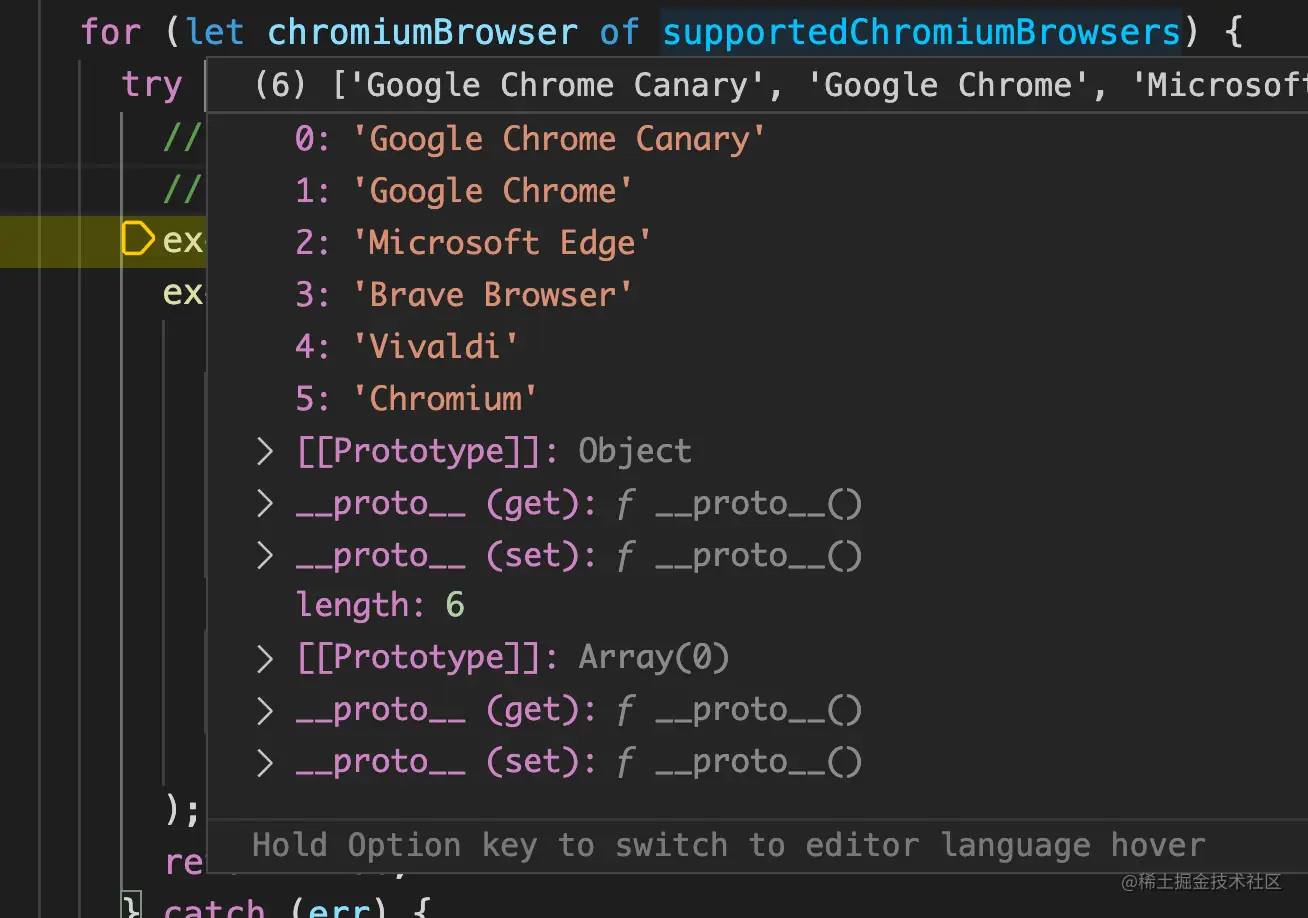 for (let chromiumBrowser of supportedChromiumBrowsers) {
try
(6) ['Google Chrome Canary', 'Google Chrome', 'Microsoft
//
0: 'Google Chrome Canary'
//
1: 'Google Chrome'
ex
2: 'Microsoft Edge'
ex
3: 'Brave Browser'
4: 'Vivaldi'
5: 'Chromium'
[[Prototype]]: Object
__proto__ (get): ƒ __proto__()
__proto__ (set): ƒ __proto__()
length: 6
[[Prototype]]: Array(0)
__proto__ (get): ƒ __proto__()
__proto__ (set): ƒ __proto__()
);
Hold Option key to switch to editor language hover
re
} catch (err) {
@稀土掘金技术社区